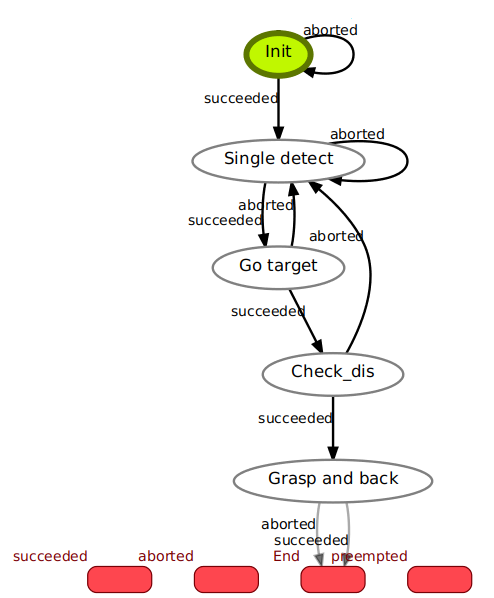 aborted
Init
succeeded
aborted
Single detect
aborted
succeeded
aborted
Go target
succeeded
Check_dis
succeeded
Grasp and back
aborted
succeeded
succeeded
aborted
End
preempted